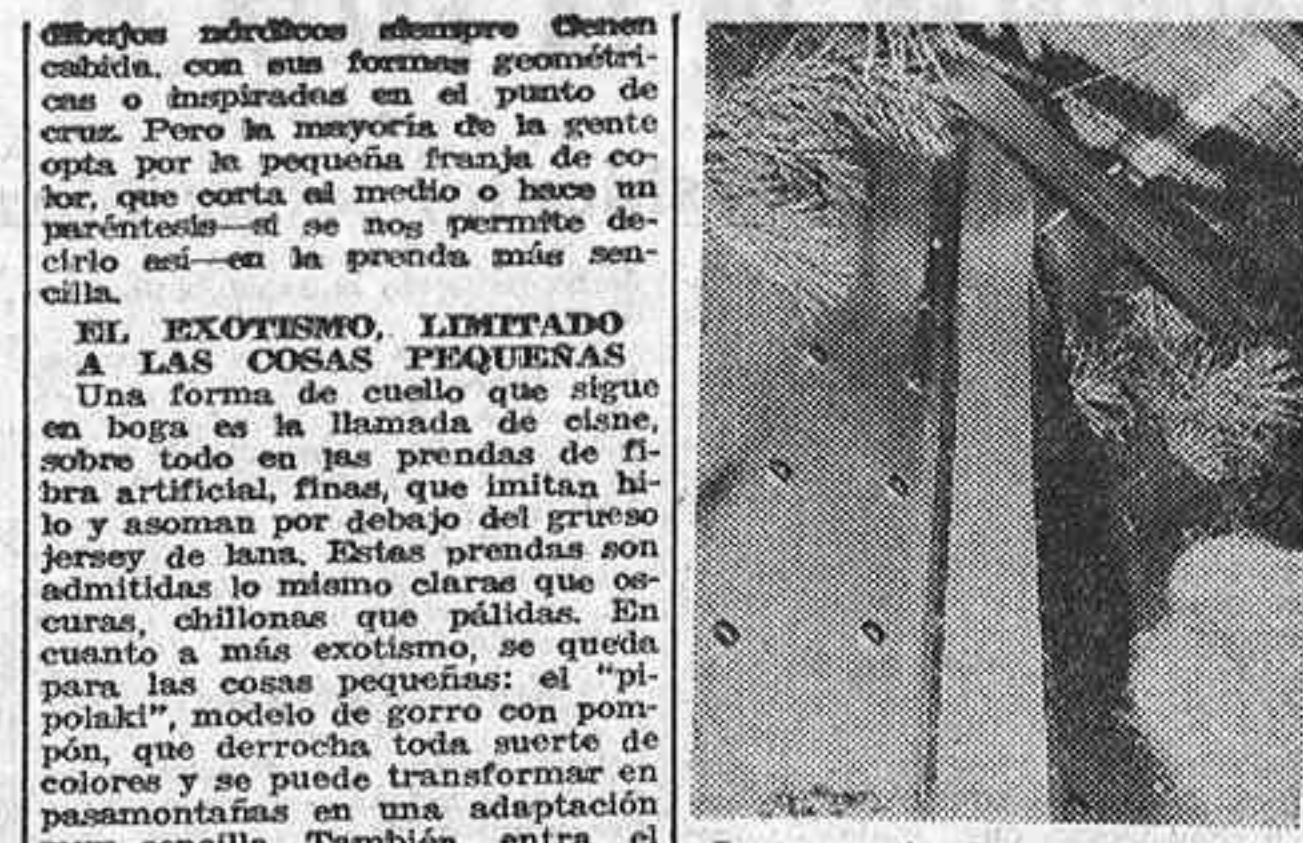 dibujos nórdicos siempre tienen
cabida, con sus formas geométri-
cas o inspiradas en el punto de
cruz. Pero la mayoría de la gente
opta por la pequeña franja de co-
lor, que corta al medio o hace un
paréntesis—si se nos permite de-
cirlo así—en la prenda más sen-
cilla.
EL EXOTISMO, LIMITADO
A LAS COSAS PEQUEÑAS
Una forma de cuello que sigue
en boga es la llamada de cisne,
sobre todo en las prendas de fi-
bra artificial, finas, que imitan hi-
lo y asoman por debajo del grueso
jersey de lana. Estas prendas son
admitidas lo mismo claras que os-
curas, chillonas que pálidas. En
cuanto a más exotismo, se queda
para las cosas pequeñas: el "pi-
polaki", modelo de gorro con pom-
pón, que derrocha toda suerte de
colores y se puede transformar en
pasamontañas en una adaptación
sencilla. También entra el